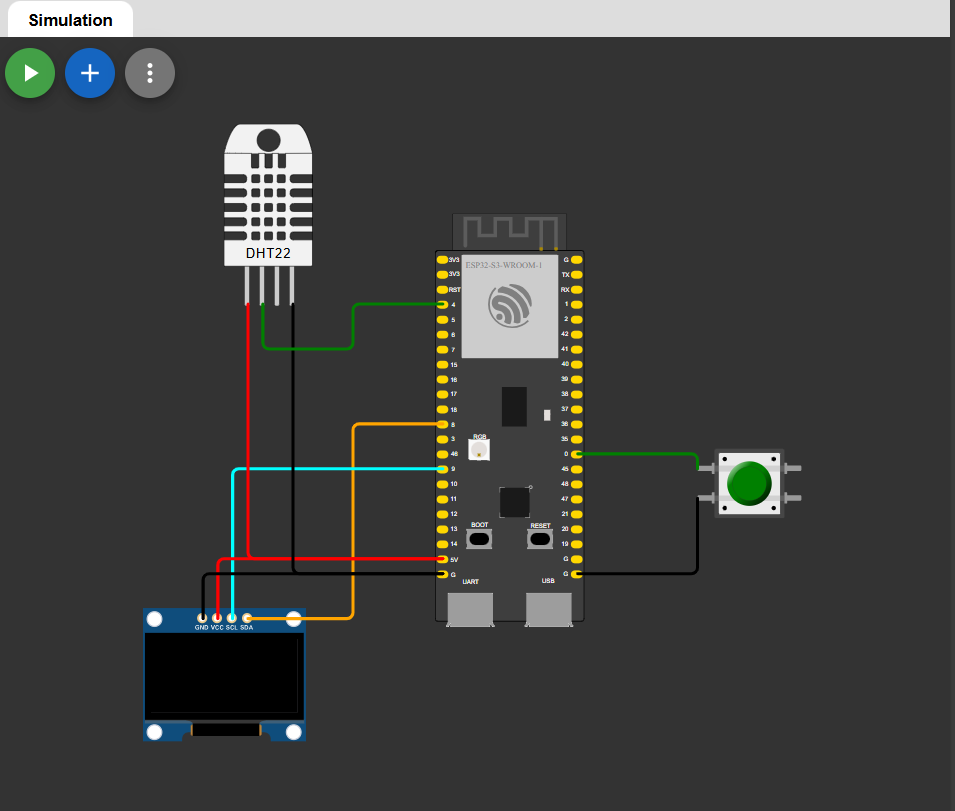 Simulation
DHT22
ESP32-S3-WROOM-1
3V3
3V3
RST
4
5
6
7
15
16
17
18
8
3
46
9
10
11
12
13
14
5V
G
G
TX
RX
1
2
42
41
40
39
38
37
36
35
0
45
48
47
21
20
19
G
G
RGB
BOOT
RESET
UART
USB
GND VCC SCL SDA